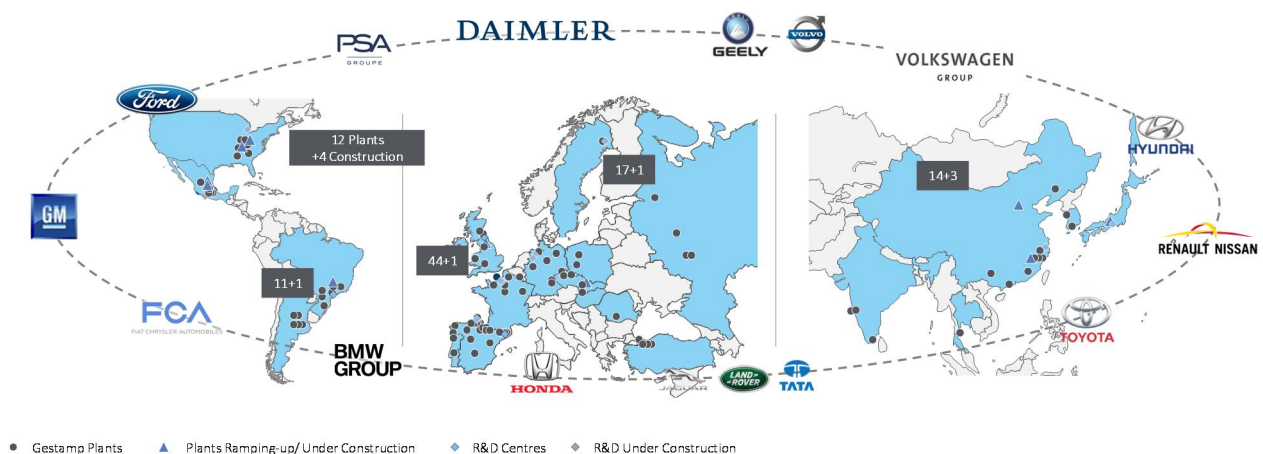 PSA
GROUPE
DAIMLER
GEELY
VOLVO
VOLKSWAGEN
GROUP
Ford
12 Plants
+4 Construction
17+1
14+3
HYUNDAI
GM
44+1
RENAULT NISSAN
11+1
FCA
FIAT CHRYSLER AUTOMOBILES
BMW
GROUP
HONDA
JAGUAR
LAND-
-ROVER
TATA
TOYOTA
Gestamp Plants
Plants Ramping-up/ Under Construction
R&D Centres
R&D Under Construction